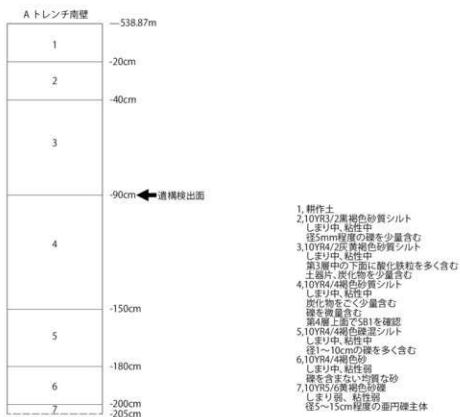 A トレンチ南壁
538.87m
1
-20cm
2
-40cm
3
-90cm 遺構検出面
4
-150cm
5
-180cm
6
-200cm
7
-205cm
1, 耕作土
2,10YR3/2黒褐色砂質シルト
しまり中、粘性中
径5mm程度の礫を少量含む
3,10YR4/2灰黄褐色砂質シルト
しまり中、粘性中
第3層中の下面に酸化鉄粒を多く含む
土器片、炭化物を少量含む
4,10YR4/4褐色砂質シルト
しまり中、粘性中
炭化物をごく少量含む
礫を微量含む
第4層上面でSB1を確認
5,10YR4/4褐色礫混シルト
しまり中、粘性中
径1～10cmの礫を多く含む
6,10YR4/4褐色砂
しまり中、粘性弱
礫を含まない均質な砂
7,10YR5/6黄褐色砂礫
しまり弱、粘性弱
径5～15cm程度の亜円礫主体